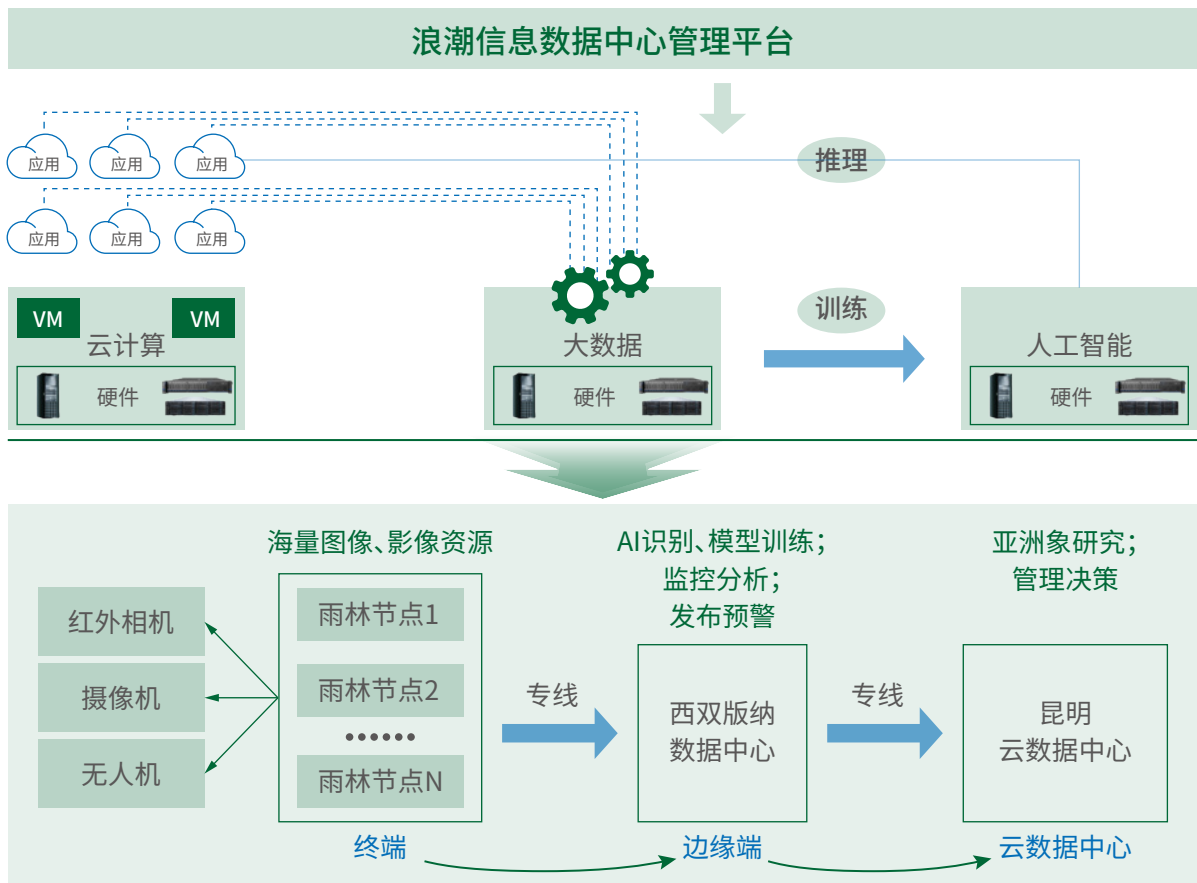 浪潮信息数据中心管理平台
应用
应用
应用
推理
应用
应用
应用
VM
VM
云计算
硬件
大数据
硬件
训练
人工智能
硬件
海量图像、影像资源
AI识别、模型训练；
监控分析；
发布预警
亚洲象研究；
管理决策
红外相机
摄像机
无人机
雨林节点1
雨林节点2
······
雨林节点N
专线
西双版纳
数据中心
专线
昆明
云数据中心
终端
边缘端
云数据中心